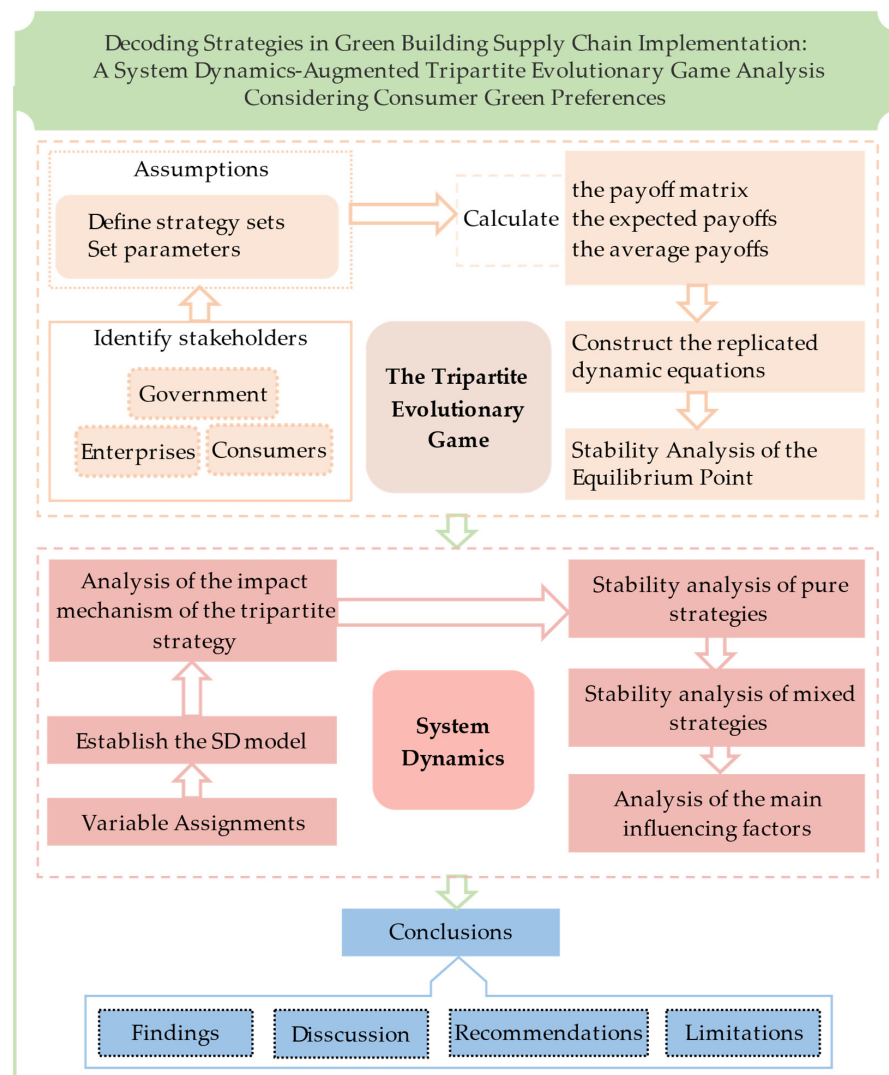 Decoding Strategies in Green Building Supply Chain Implementation:
A System Dynamics-Augmented Tripartite Evolutionary Game Analysis
Considering Consumer Green Preferences
Assumptions
Define strategy sets
Set parameters
Calculate
the payoff matrix
the expected payoffs
the average payoffs
Identify stakeholders
Government
Enterprises
Consumers
The Tripartite
Evolutionary
Game
Construct the replicated
dynamic equations
Stability Analysis of the
Equilibrium Point
Analysis of the impact
mechanism of the tripartite
strategy
Establish the SD model
Variable Assignments
System
Dynamics
Stability analysis of pure
strategies
Stability analysis of mixed
strategies
Analysis of the main
influencing factors
Conclusions
Findings
Disscussion
Recommendations
Limitations